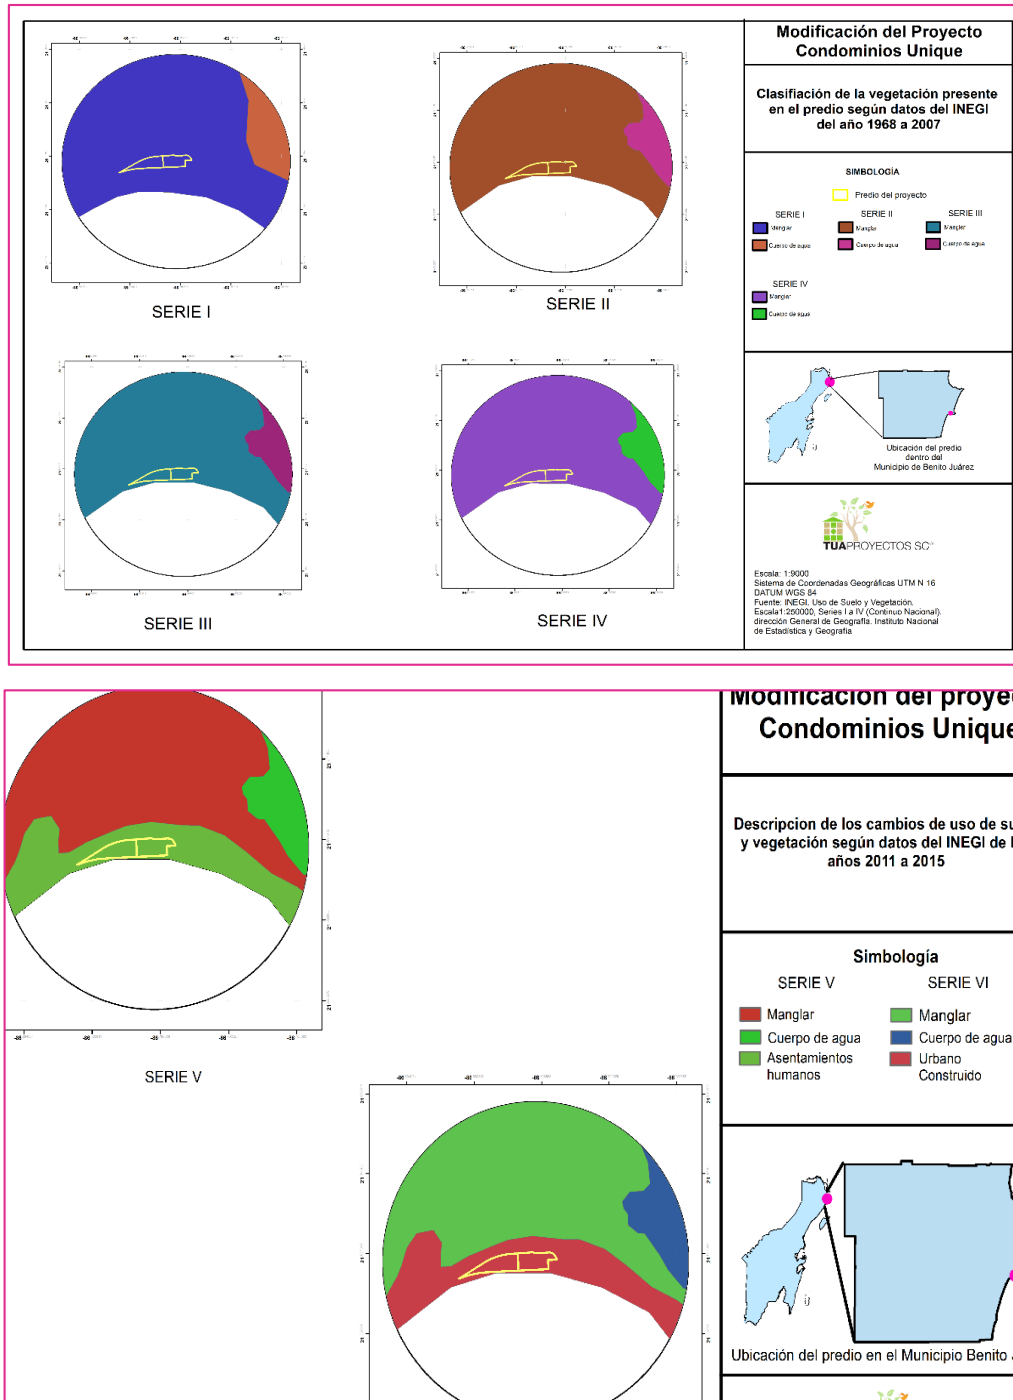 Modificación del Proyecto
Condominios Unique
Clasifiación de la vegetación presente
en el predio según datos del INEGI
del año 1968 a 2007
SIMBOLOGÍA
Predio del proyecto
SERIE I
SERIE II
SERIE III
Manglar
Manglar
Manglar
Cuerpo de agua
Cuerpo de agua
Cuerpo de agua
SERIE IV
Manglar
Cuerpo de agua
SERIE I
SERIE II
SERIE III
SERIE IV
Ubicación del predio
dentro del
Municipio de Benito Juárez
TUAPROYECTOS SC
Escala: 1:9000
Sistema de Coordenadas Geográficas UTM N 16
DATUM WGS 84
Fuente: INEGI. Uso de Suelo y Vegetación.
Escala1:250000, Series I a IV (Continuo Nacional).
dirección General de Geografía. Instituto Nacional
de Estadística y Geografía
Modificación del proye
Condominios Unique
Descripcion de los cambios de uso de su
y vegetación según datos del INEGI de l
años 2011 a 2015
Simbología
SERIE V
SERIE VI
Manglar
Manglar
Cuerpo de agua
Cuerpo de agua
Asentamientos
humanos
Urbano
Construido
SERIE V
Ubicación del predio en el Municipio Benito J